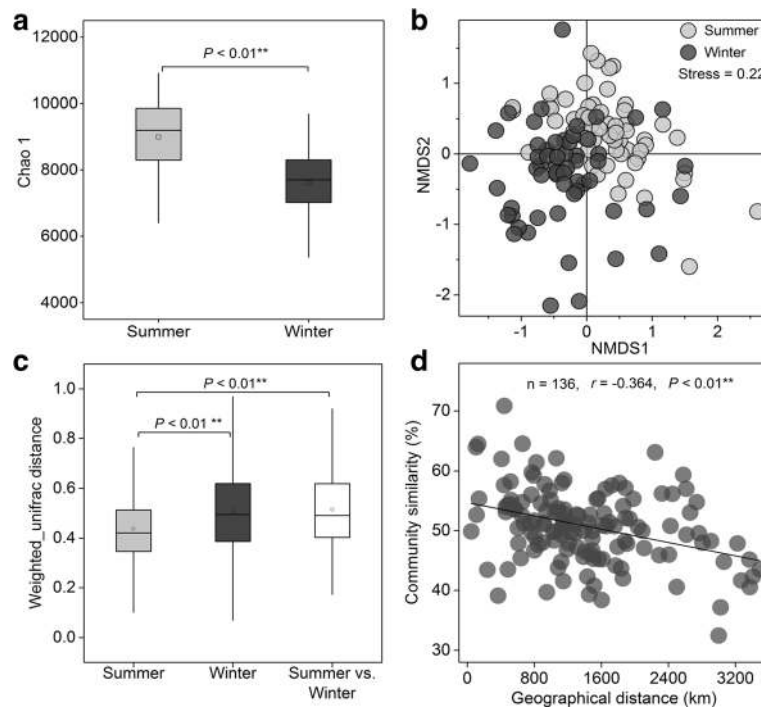 a
P < 0.01**
12000
10000
8000
6000
4000
Chao 1
Summer
Winter
b
Summer
Winter
Stress = 0.22
1
0
-1
-2
NMDS2
-1
0
1
2
NMDS1
c
P < 0.01**
P < 0.01 **
1.0
0.8
0.6
0.4
0.2
0.0
Weighted_unifrac distance
Summer
Winter
Summer vs.
Winter
d
n = 136, r = -0.364, P < 0.01**
70
60
50
40
30
Community similarity (%)
0
800
1600
2400
3200
Geographical distance (km)